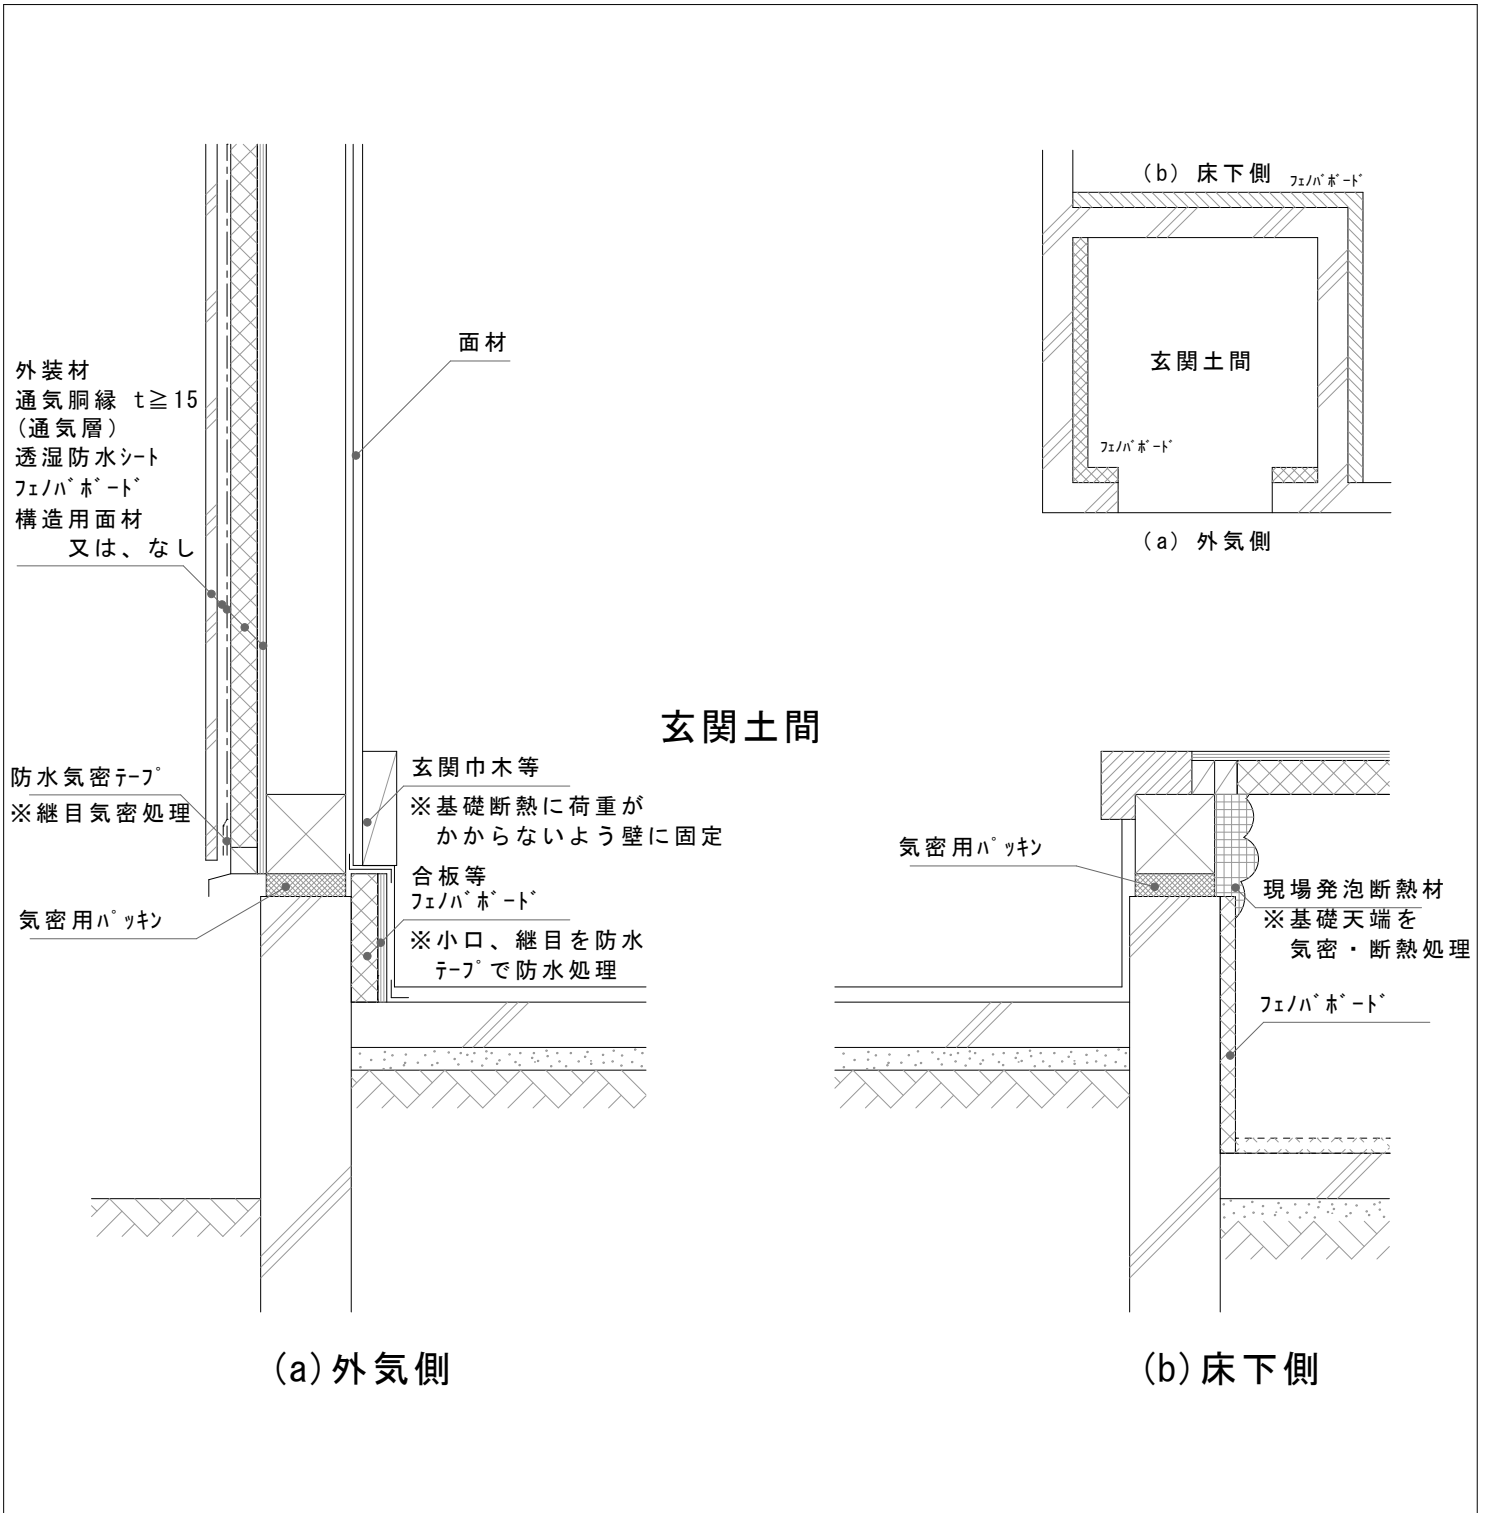 (b) 床下側
ﾌｪﾉﾊﾞﾎﾞｰﾄﾞ
玄関土間
ﾌｪﾉﾊﾞﾎﾞｰﾄﾞ
(a) 外気側
面材
外装材
通気胴縁 t≧15
(通気層)
透湿防水ｼｰﾄ
ﾌｪﾉﾊﾞﾎﾞｰﾄﾞ
構造用面材
又は、なし
玄関土間
防水気密ﾃｰﾌﾟ
※継目気密処理
気密用ﾊﾟｯｷﾝ
玄関巾木等
※基礎断熱に荷重が
かからないよう壁に固定
合板等
ﾌｪﾉﾊﾞﾎﾞｰﾄﾞ
※小口、継目を防水
ﾃｰﾌﾟで防水処理
気密用ﾊﾟｯｷﾝ
現場発泡断熱材
※基礎天端を
気密・断熱処理
ﾌｪﾉﾊﾞﾎﾞｰﾄﾞ
(a)外気側
(b)床下側